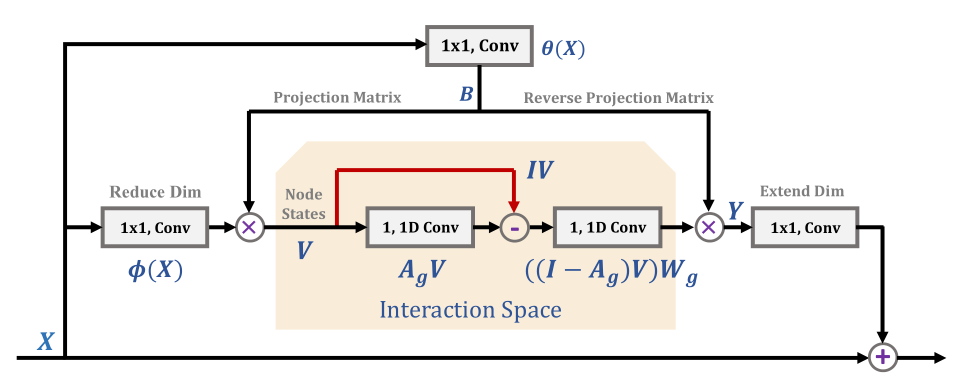 1x1, Conv
θ(X)
B
Projection Matrix
Reverse Projection Matrix
IV
Reduce Dim
Node
States
Extend Dim
1x1, Conv
×
V
1, 1D Conv
-
1, 1D Conv
×
Y
1x1, Conv
ϕ(X)
A_gV
((I − A_g)V)W_g
Interaction Space
X
+